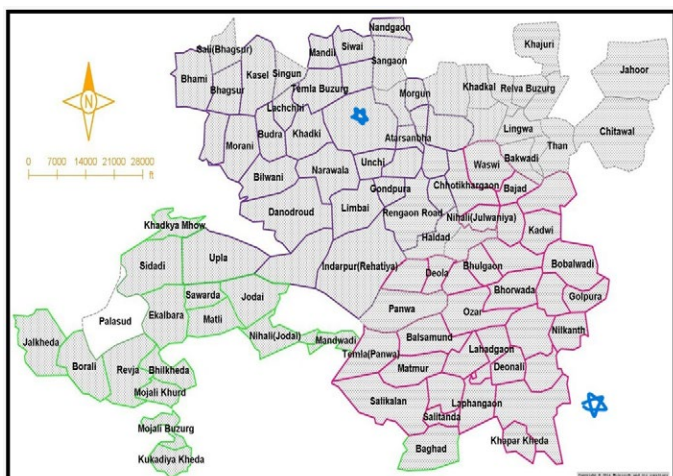 Nandgaon
Sali(Bhagsur)
Mandil
Siwai
Khajuri
Sangaon
Bhami
Kasel
Singun
Jahoor
Bhagsur
Temla Buzurg
Morgun
Khadkal
Relva Buzurg
Lachchhi
N
Budra
Khadki
Atarsanbha
Lingwa
Chitawal
Morani
Than
Unchi
Waswi
Bakwadi
0 7000 14000 21000 28000
ft
Bilwani
Narawala
Gondpura
Chhotikhargaon
Bajad
Danodroud
Limbai
Rengaon Road
Nihali(Julwaniya)
Khadkya Mhow
Kadwi
Haidad
Sidadi
Upla
Indarpur(Rehatiya)
Deola
Bhulgaon
Bobalwadi
Sawarda
Jodai
Bhorwada
Golpura
Palasud
Ekalbara
Matli
Panwa
Ozar
Nihali(Jodai)
Mandwadi
Balsamund
Nilkanth
Jalkheda
Temla(Panwa)
Lahadgaon
Borali
Revja
Bhilkheda
Matmur
Deonali
Mojali Khurd
Salikalan
Laphangaon
Salitanda
Mojali Buzurg
Baghad
Khapar Kheda
Kukadiya Kheda